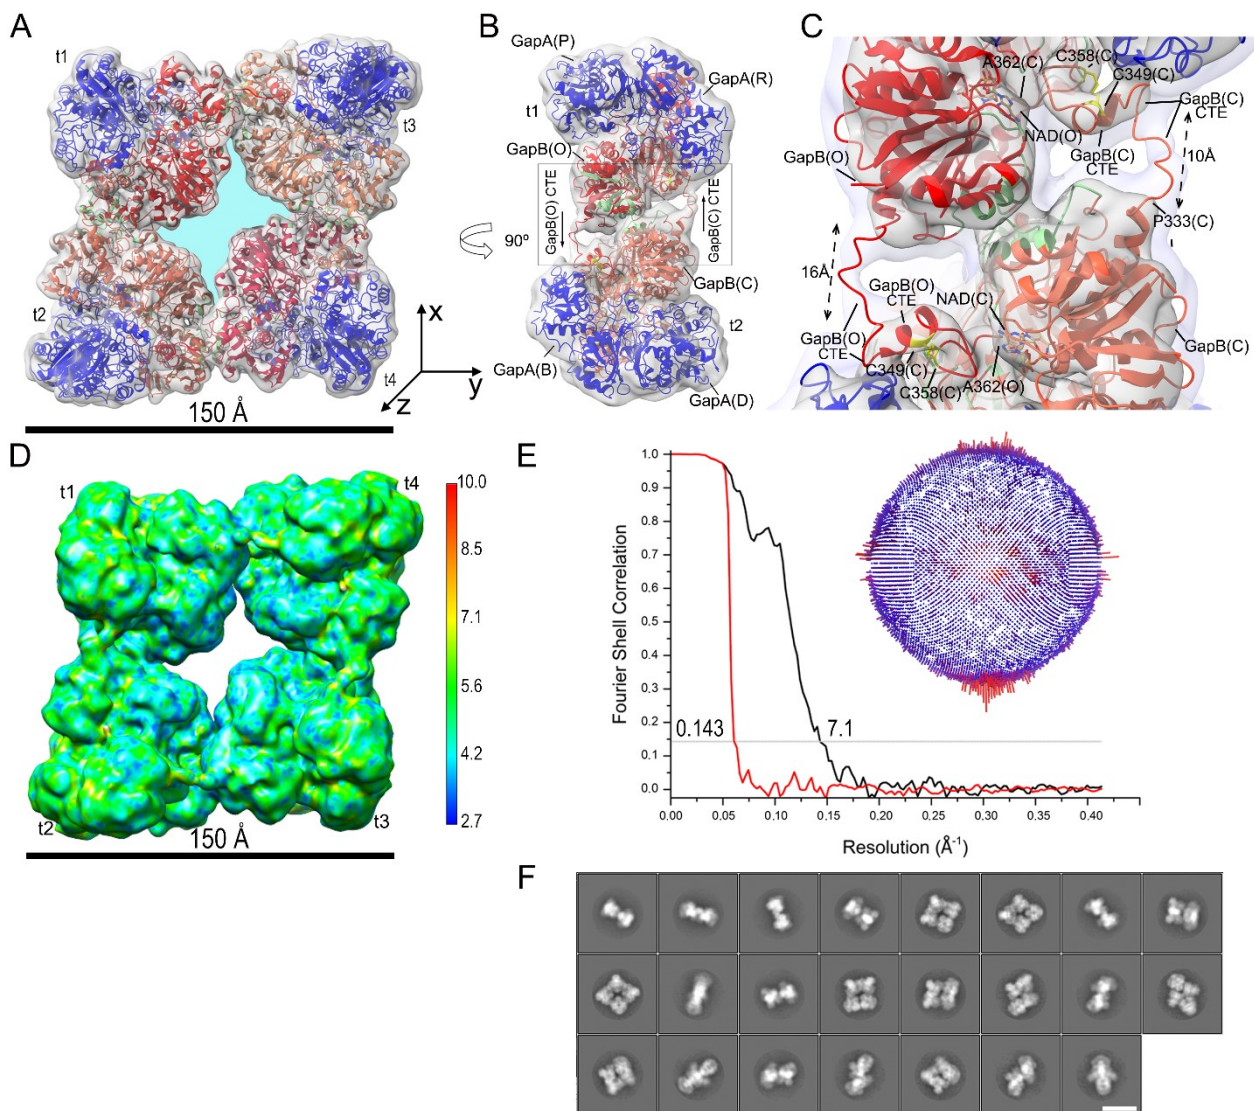 A
t1
t3
t2
t4
x
y
z
150 Å
B
GapA(P)
GapA(R)
t1
GapB(O)
GapB(O) CTE
GapB(C) CTE
90º
GapB(C)
t2
GapA(B)
GapA(D)
C
A362(C)
C358(C)
C349(C)
GapB(C)
CTE
NAD(O)
GapB(C)
CTE
10Å
GapB(O)
P333(C)
16Å
GapB(O)
CTE
NAD(C)
GapB(O)
CTE
C349(C)
C358(C)
A362(O)
GapB(C)
D
t1
t4
t2
t3
150 Å
10.0
8.5
7.1
5.6
4.2
2.7
E
1.0
0.9
0.8
0.7
0.6
0.5
0.4
0.3
0.2
0.1
0.0
Fourier Shell Correlation
0.143
7.1
0.00
0.05
0.10
0.15
0.20
0.25
0.30
0.35
0.40
Resolution (Å⁻¹)
F